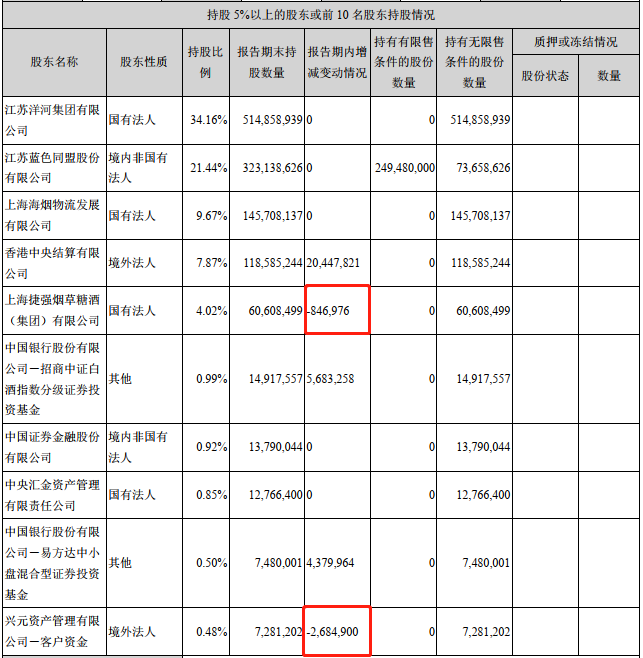 持股 5%以上的股东或前 10 名股东持股情况
股东名称 股东性质 持股比 报告期末持 报告期内增 持有有限售 持有无限售 质押或冻结情况
例 股数量 减变动情况 条件的股份 条件的股份 股份状态 数量
数量 数量
江苏洋河集团有限 国有法人 34.16% 514,858,939 0 0 514,858,939
公司
江苏蓝色同盟股份 境内非国有 21.44% 323,138,626 0 249,480,000 73,658,626
有限公司 法人
上海海烟物流发展 国有法人 9.67% 145,708,137 0 0 145,708,137
有限公司
香港中央结算有限 境外法人 7.87% 118,585,244 20,447,821 0 118,585,244
公司
上海捷强烟草糖酒 国有法人 4.02% 60,608,499 -846,976 0 60,608,499
（集团）有限公司
中国银行股份有限
公司－招商中证白 其他 0.99% 14,917,557 5,683,258 0 14,917,557
酒指数分级证券投
资基金
中国证券金融股份 境内非国有 0.92% 13,790,044 0 0 13,790,044
有限公司 法人
中央汇金资产管理 国有法人 0.85% 12,766,400 0 0 12,766,400
有限责任公司
中国银行股份有限
公司－易方达中小 其他 0.50% 7,480,001 4,379,964 0 7,480,001
盘混合型证券投资
基金
兴元资产管理有限 境外法人 0.48% 7,281,202 -2,684,900 0 7,281,202
公司－客户资金